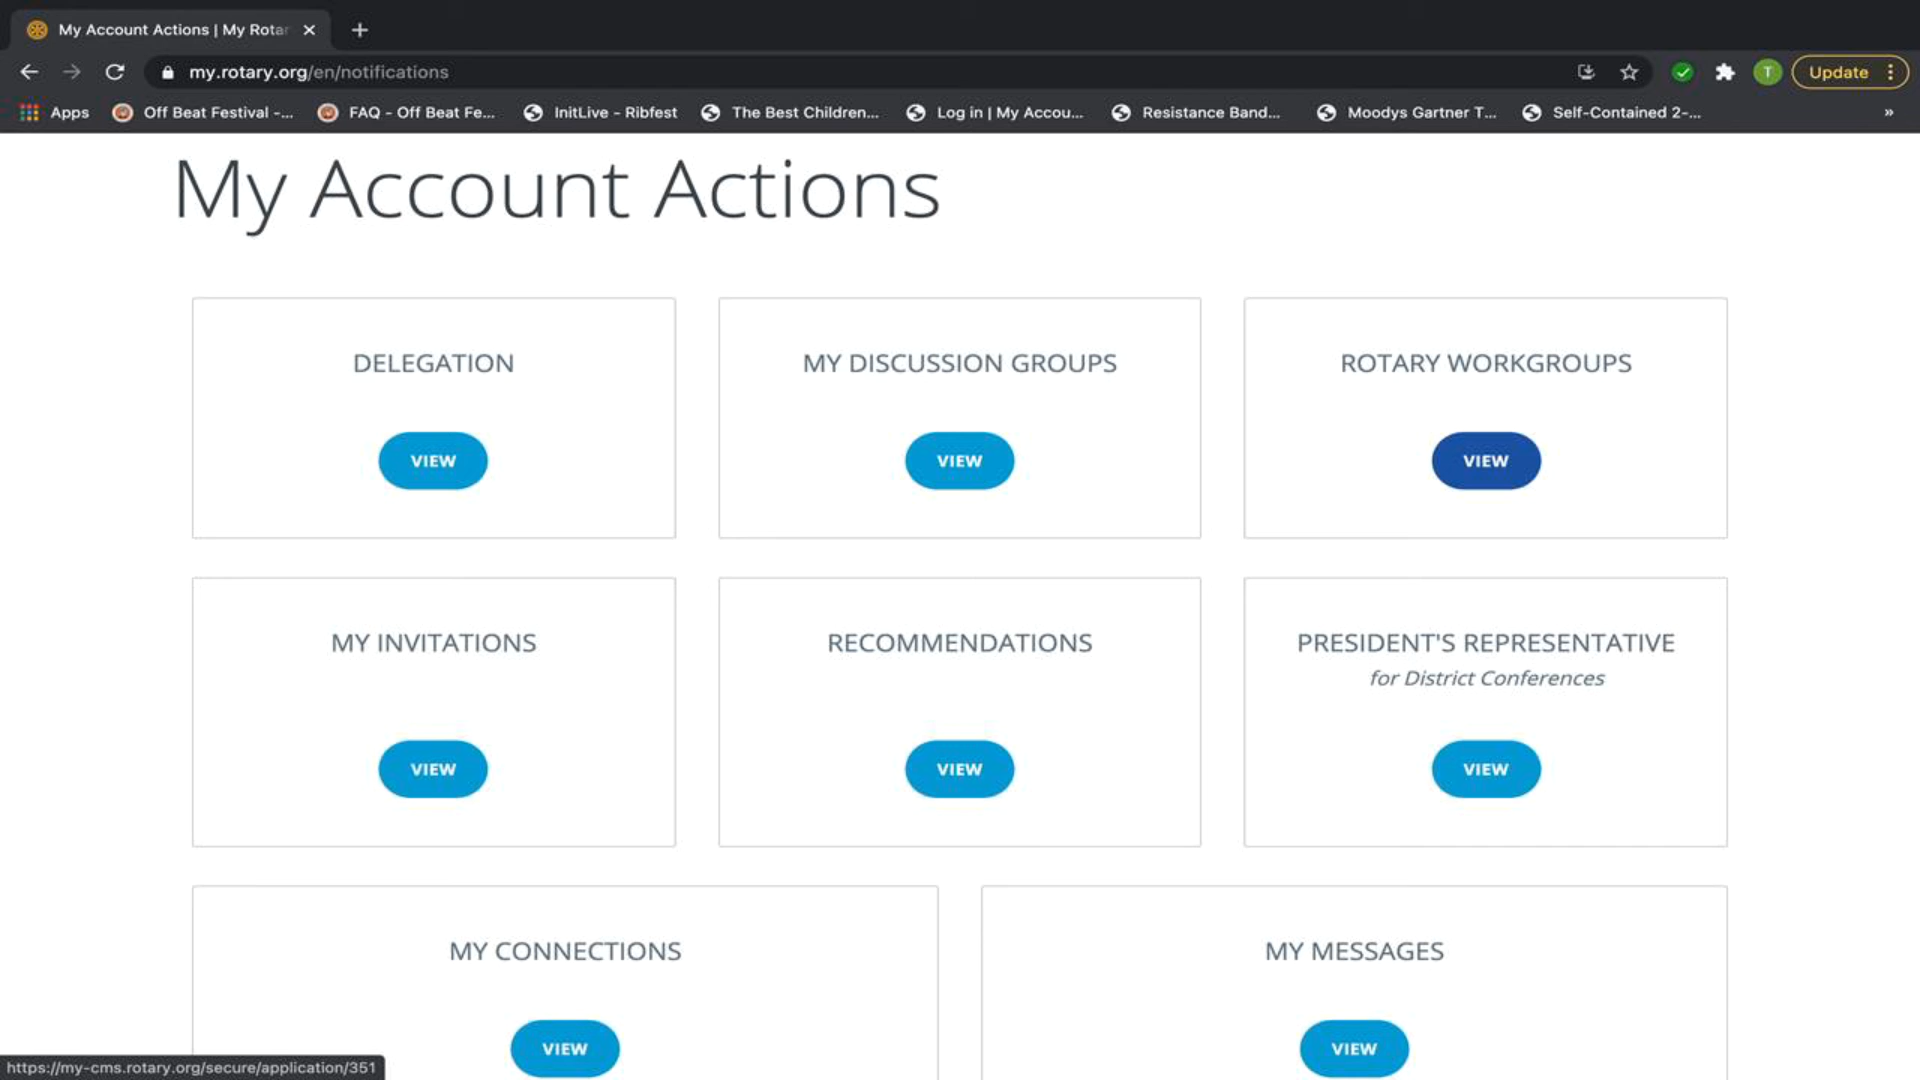 My Account Actions | My Rotar
my.rotary.org/en/notifications
T
Update
Apps
Off Beat Festival -...
FAQ - Off Beat Fe...
InitLive - Ribfest
The Best Children...
Log in | My Accou...
Resistance Band...
Moodys Gartner T...
Self-Contained 2-...
»
My Account Actions
DELEGATION
VIEW
MY DISCUSSION GROUPS
VIEW
ROTARY WORKGROUPS
VIEW
MY INVITATIONS
VIEW
RECOMMENDATIONS
VIEW
PRESIDENT'S REPRESENTATIVE
for District Conferences
VIEW
MY CONNECTIONS
VIEW
MY MESSAGES
VIEW
https://my-cms.rotary.org/secure/application/351